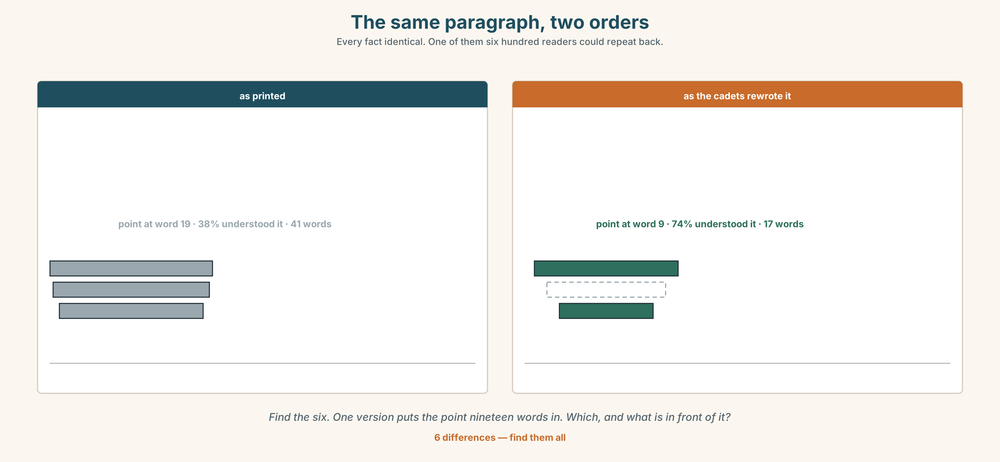 The same paragraph, two orders
Every fact identical. One of them six hundred readers could repeat back.
as printed
point at word 19 · 38% understood it · 41 words
as the cadets rewrote it
point at word 9 · 74% understood it · 17 words
Find the six. One version puts the point nineteen words in. Which, and what is in front of it?
6 differences — find them all